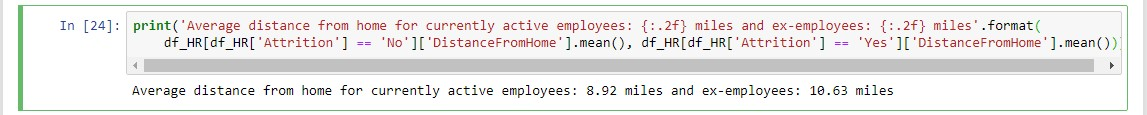 In [24]: print('Average distance from home for currently active employees: {:.2f} miles and ex-employees: {:.2f} miles'.format(
df_HR[df_HR['Attrition'] == 'No']['DistanceFromHome'].mean(), df_HR[df_HR['Attrition'] == 'Yes']['DistanceFromHome'].mean())
Average distance from home for currently active employees: 8.92 miles and ex-employees: 10.63 miles